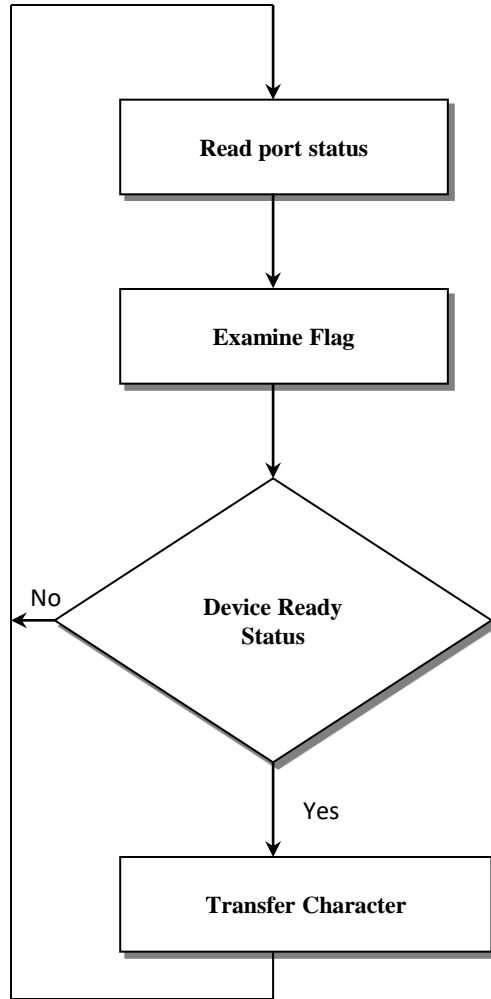 Read port status
Examine Flag
Device Ready
Status
No
Yes
Transfer Character